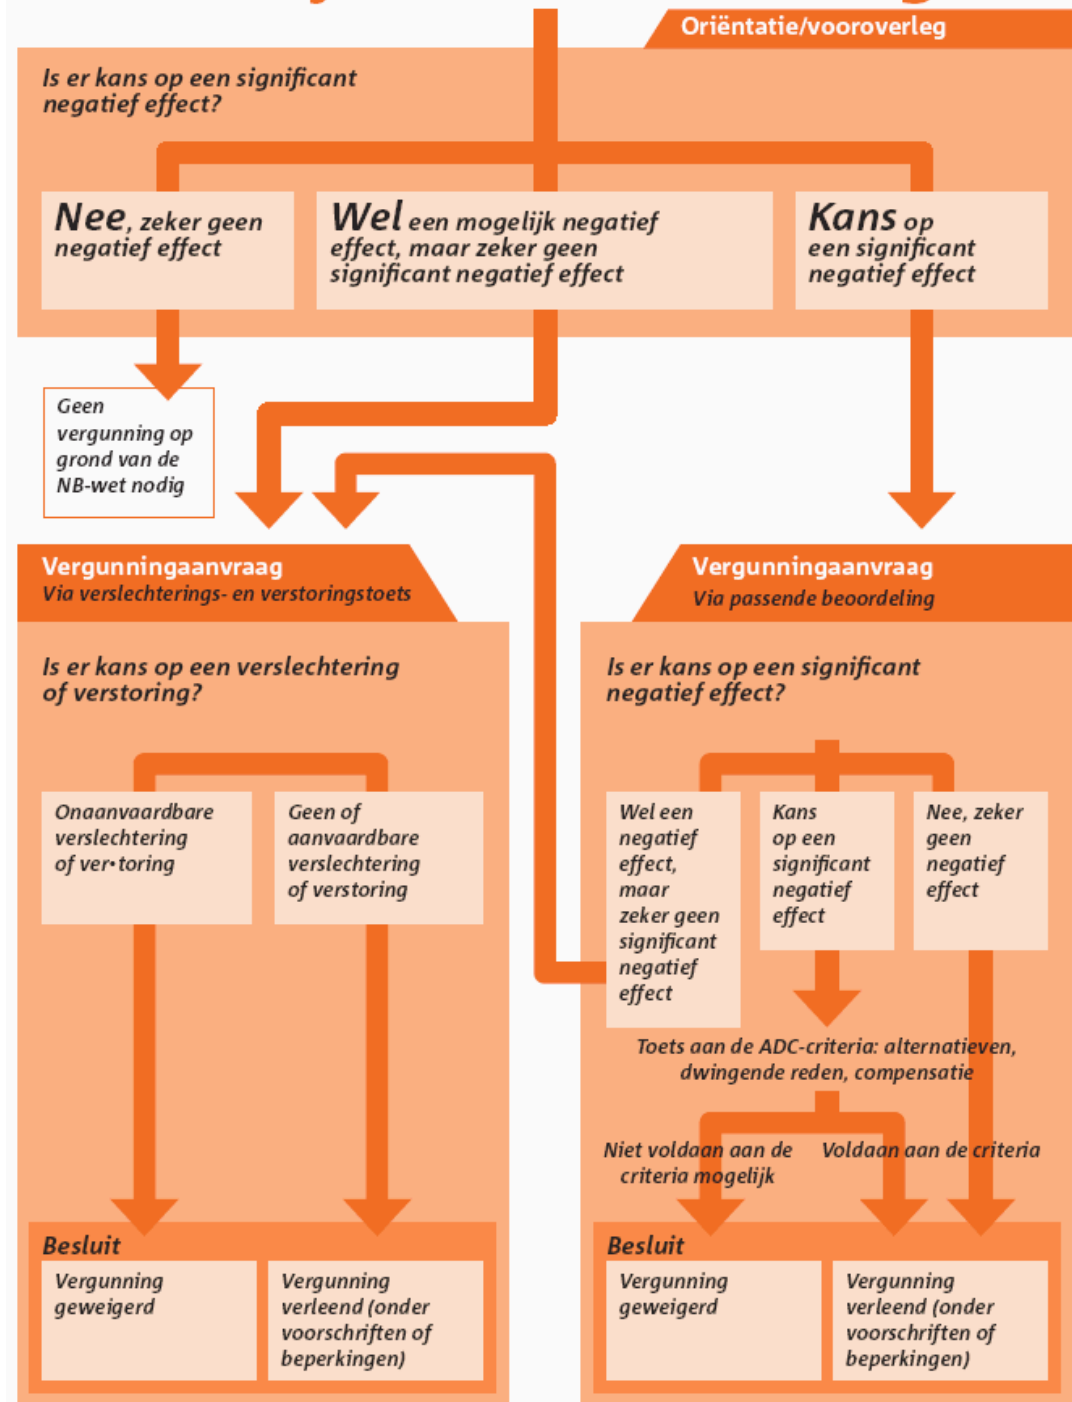 Oriëntatie/vooroverleg
Is er kans op een significant
negatief effect?
Nee, zeker geen
negatief effect
Wel een mogelijk negatief
effect, maar zeker geen
significant negatief effect
Kans op
een significant
negatief effect
Geen
vergunning op
grond van de
NB-wet nodig
Vergunningaanvraag
Via verslechterings- en verstoringstoets
Is er kans op een verslechtering
of verstoring?
Onaanvaardbare
verslechtering
of ver•toring
Geen of
aanvaardbare
verslechtering
of verstoring
Besluit
Vergunning
geweigerd
Vergunning
verleend (onder
voorschriften of
beperkingen)
Vergunningaanvraag
Via passende beoordeling
Is er kans op een significant
negatief effect?
Wel een
negatief
effect,
maar
zeker geen
significant
negatief
effect
Kans
op een
significant
negatief
effect
Nee, zeker
geen
negatief
effect
Toets aan de ADC-criteria: alternatieven,
dwingende reden, compensatie
Niet voldaan aan de
criteria mogelijk
Voldaan aan de criteria
Besluit
Vergunning
geweigerd
Vergunning
verleend (onder
voorschriften of
beperkingen)